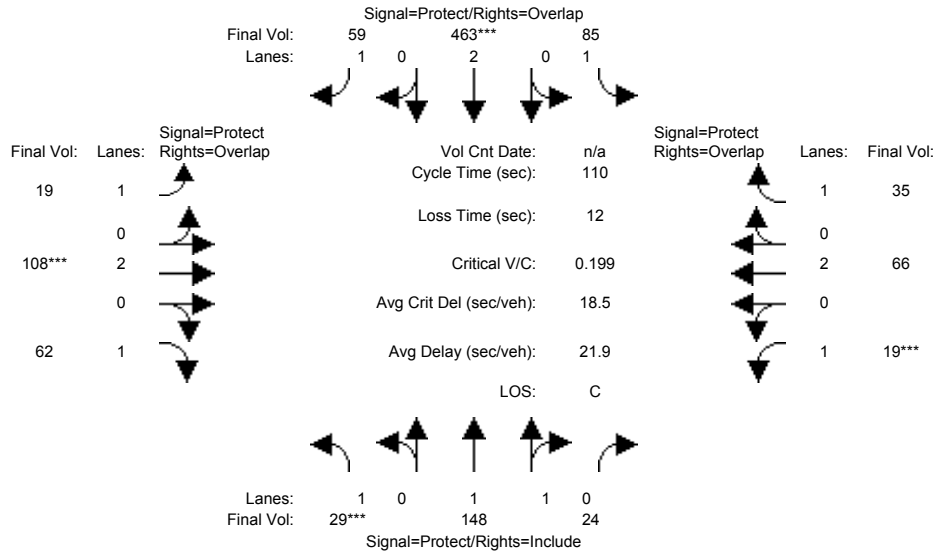 Signal=Protect/Rights=Overlap
Final Vol: 59 463*** 85
Lanes: 1 0 2 0 1
Signal=Protect Signal=Protect
Final Vol: Lanes: Rights=Overlap Vol Cnt Date: n/a Rights=Overlap Lanes: Final Vol:
Cycle Time (sec): 110
19 1 1 35
Loss Time (sec): 12
0 0
108*** 2 Critical V/C: 0.199 2 66
0 Avg Crit Del (sec/veh): 18.5 0
62 1 Avg Delay (sec/veh): 21.9 1 19***
LOS: C
Lanes: 1 0 1 1 0
Final Vol: 29*** 148 24
Signal=Protect/Rights=Include